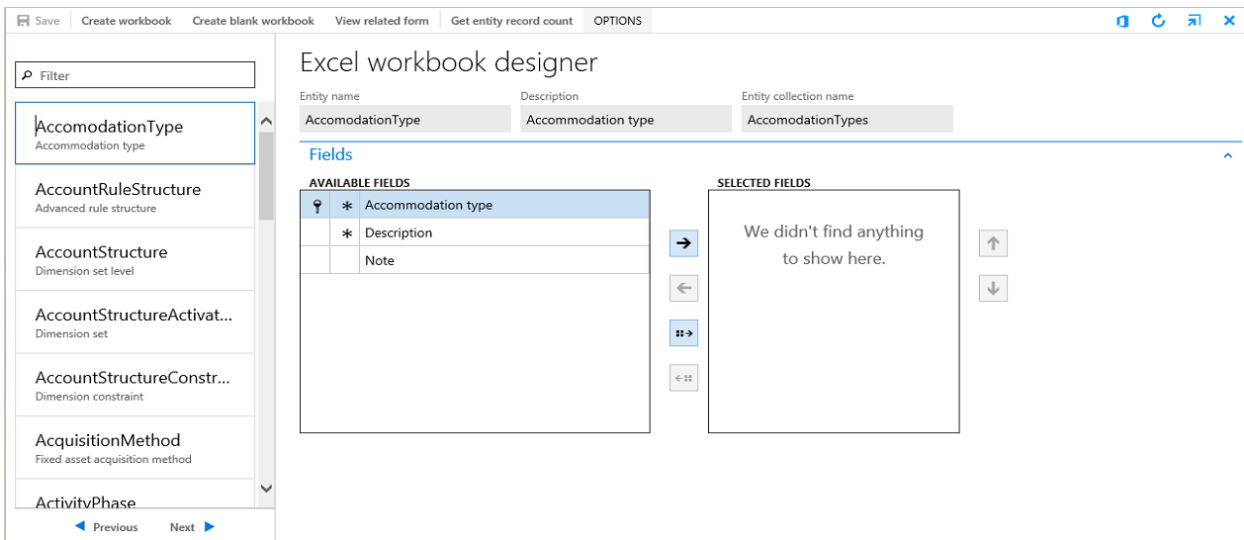 Save Create workbook Create blank workbook View related form Get entity record count OPTIONS
Filter
AccomodationType
Accommodation type
AccountRuleStructure
Advanced rule structure
AccountStructure
Dimension set level
AccountStructureActivat...
Dimension set
AccountStructureConstr...
Dimension constraint
AcquisitionMethod
Fixed asset acquisition method
ActivityPhase
Previous Next
Excel workbook designer
Entity name Description Entity collection name
AccomodationType Accommodation type AccomodationTypes
Fields
AVAILABLE FIELDS SELECTED FIELDS
* Accommodation type
* Description
Note
We didn't find anything
to show here.